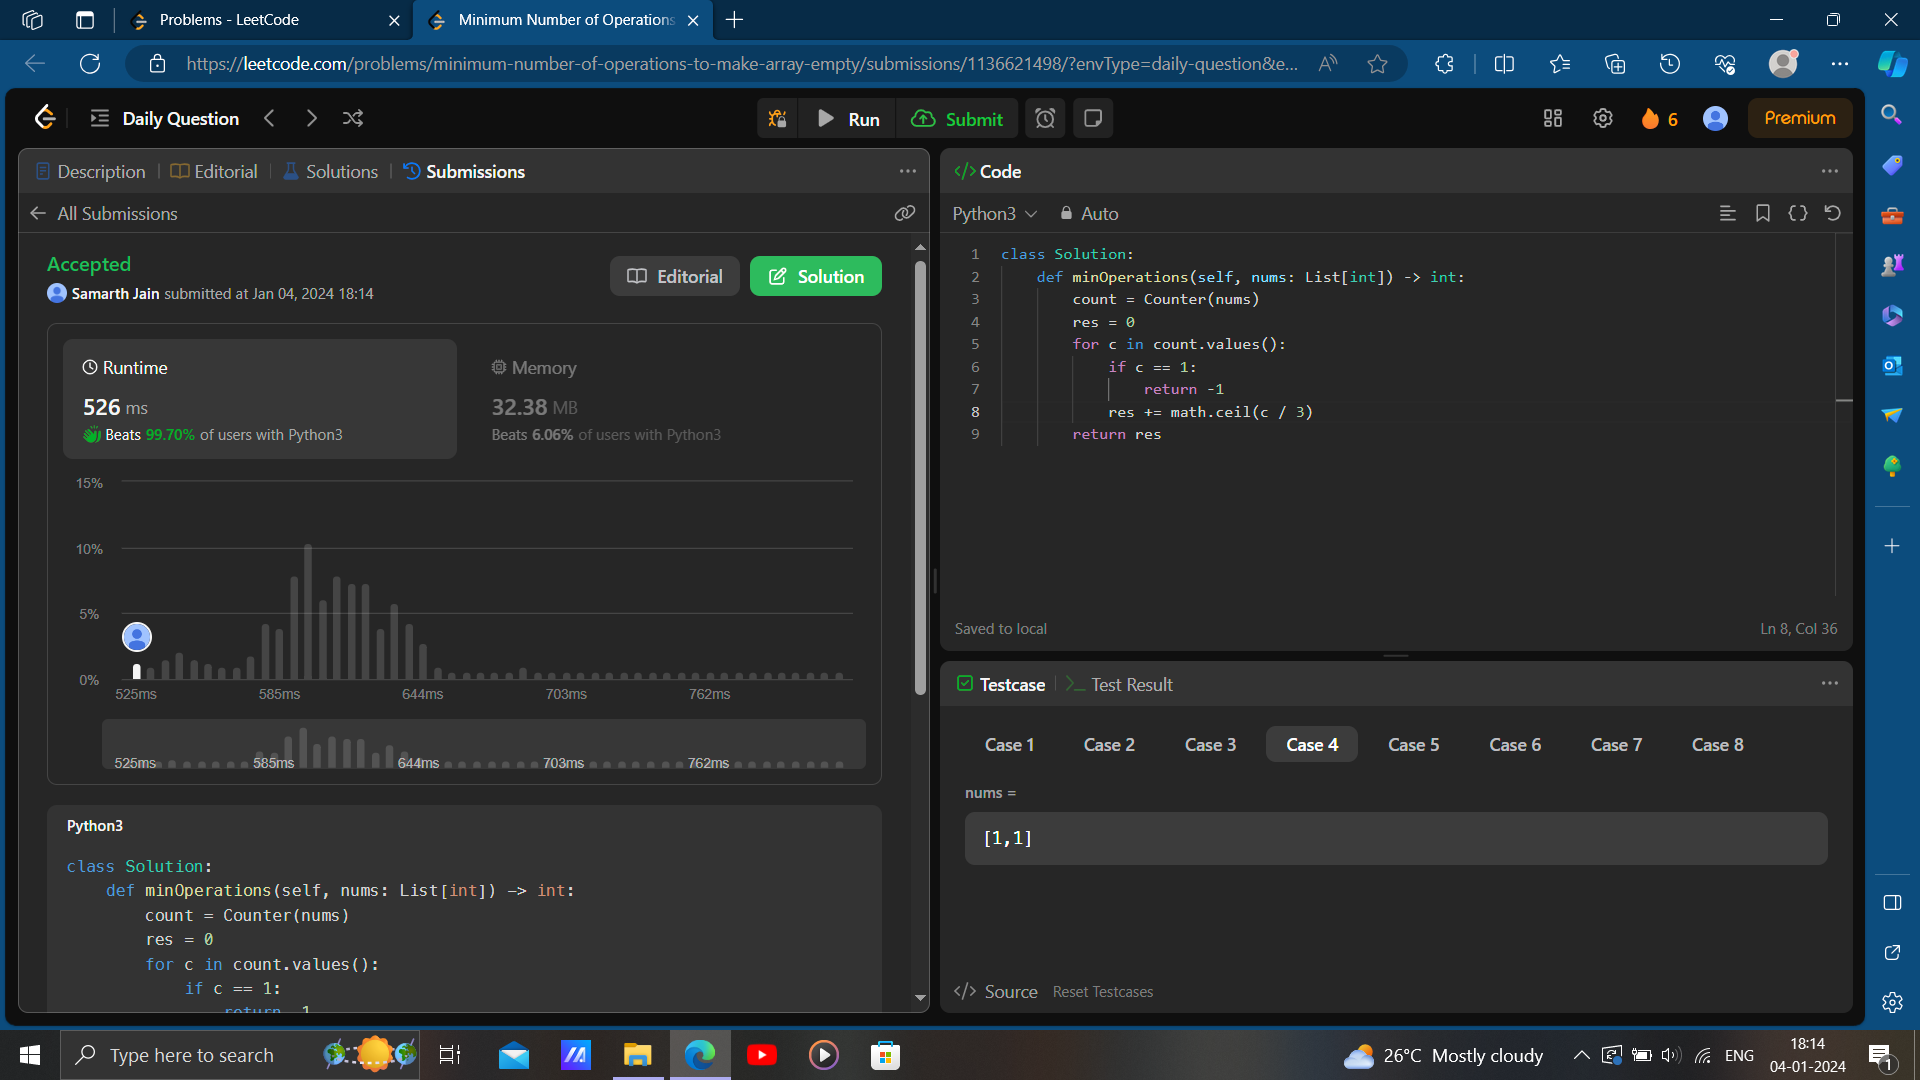 Problems - LeetCode
Minimum Number of Operations
https://leetcode.com/problems/minimum-number-of-operations-to-make-array-empty/submissions/1136621498/?envType=daily-question&e...
Daily Question
Run
Submit
6
Premium
Description
Editorial
Solutions
Submissions
All Submissions
Accepted
Samarth Jain submitted at Jan 04, 2024 18:14
Editorial
Solution
Runtime
526 ms
Beats 99.70% of users with Python3
Memory
32.38 MB
Beats 6.06% of users with Python3
15%
10%
5%
0%
525ms 585ms 644ms 703ms 762ms
525ms 585ms 644ms 703ms 762ms
Python3
class Solution:
def minOperations(self, nums: List[int]) -> int:
count = Counter(nums)
res = 0
for c in count.values():
if c == 1:
return -1
Code
Python3
Auto
1 class Solution:
2 def minOperations(self, nums: List[int]) -> int:
3 count = Counter(nums)
4 res = 0
5 for c in count.values():
6 if c == 1:
7 return -1
8 res += math.ceil(c / 3)
9 return res
Saved to local
Ln 8, Col 36
Testcase
Test Result
Case 1 Case 2 Case 3 Case 4 Case 5 Case 6 Case 7 Case 8
nums =
[1,1]
Source
Reset Testcases
Type here to search
26°C Mostly cloudy
ENG
18:14
04-01-2024
1